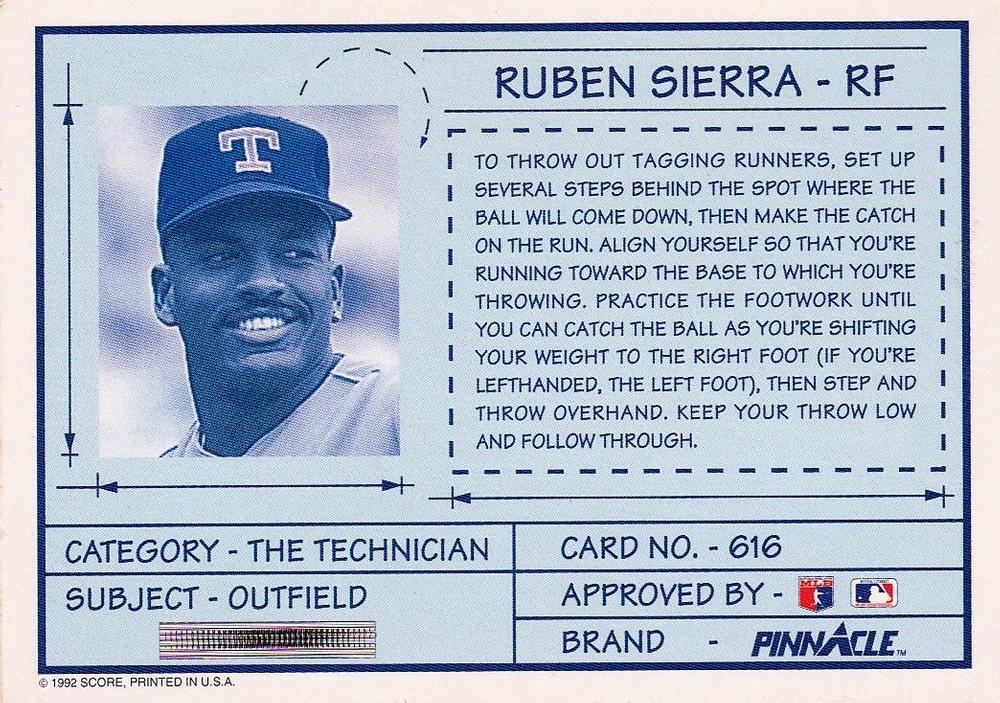 RUBEN SIERRA - RF
T
TO THROW OUT TAGGING RUNNERS, SET UP
SEVERAL STEPS BEHIND THE SPOT WHERE THE
BALL WILL COME DOWN, THEN MAKE THE CATCH
ON THE RUN. ALIGN YOURSELF SO THAT YOU'RE
RUNNING TOWARD THE BASE TO WHICH YOU'RE
THROWING. PRACTICE THE FOOTWORK UNTIL
YOU CAN CATCH THE BALL AS YOU'RE SHIFTING
YOUR WEIGHT TO THE RIGHT FOOT (IF YOU'RE
LEFTHANDED, THE LEFT FOOT), THEN STEP AND
THROW OVERHAND. KEEP YOUR THROW LOW
AND FOLLOW THROUGH.
CATEGORY - THE TECHNICIAN
SUBJECT - OUTFIELD
CARD NO. - 616
APPROVED BY - MLB
BRAND - PINNACLE™
© 1992 SCORE, PRINTED IN U.S.A.